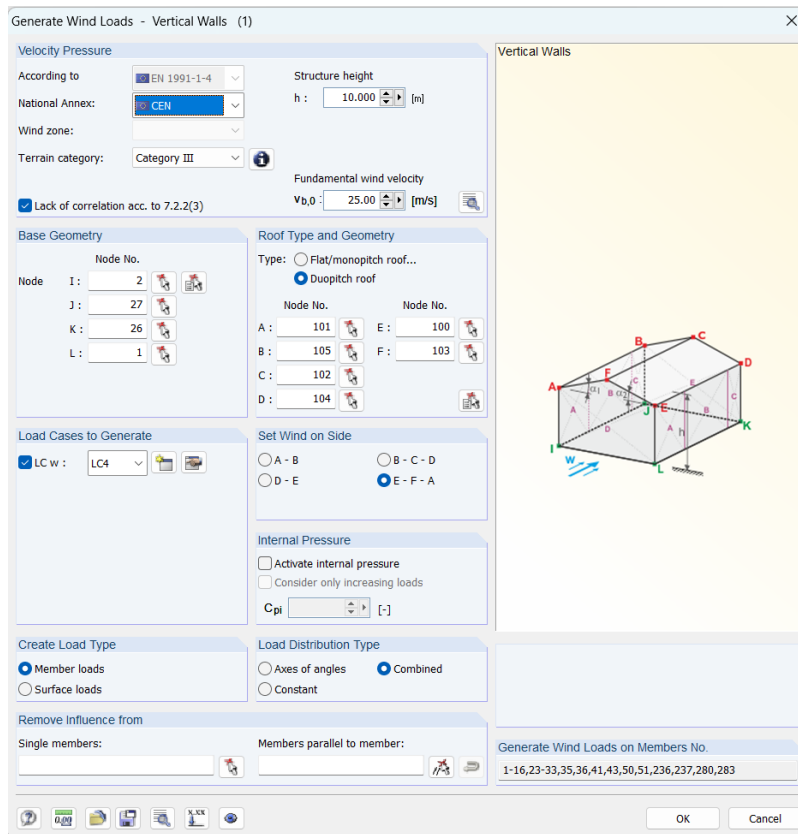 Generate Wind Loads - Vertical Walls (1)
Velocity Pressure
According to
EN 1991-1-4
National Annex:
CEN
Wind zone:
Terrain category:
Category III
Lack of correlation acc. to 7.2.2(3)
Structure height
h :
10.000
[m]
Fundamental wind velocity
vb,0 :
25.00
[m/s]
Base Geometry
Node No.
Node I : 2
J : 27
K : 26
L : 1
Roof Type and Geometry
Type: Flat/monopitch roof...
Duopitch roof
Node No. Node No.
A : 101 E : 100
B : 105 F : 103
C : 102
D : 104
Load Cases to Generate
LC w : LC4
Set Wind on Side
A - B B - C - D
D - E E - F - A
Internal Pressure
Activate internal pressure
Consider only increasing loads
Cpi [-]
Create Load Type
Member loads
Surface loads
Load Distribution Type
Axes of angles Combined
Constant
Remove Influence from
Single members:
Members parallel to member:
Vertical Walls
B
C
D
F
A
α1
C
E
B
α2
C
J
E
A
B
D
A
h
K
I
W
L
Generate Wind Loads on Members No.
1-16,23-33,35,36,41,43,50,51,236,237,280,283
0.00
x.xx
OK Cancel